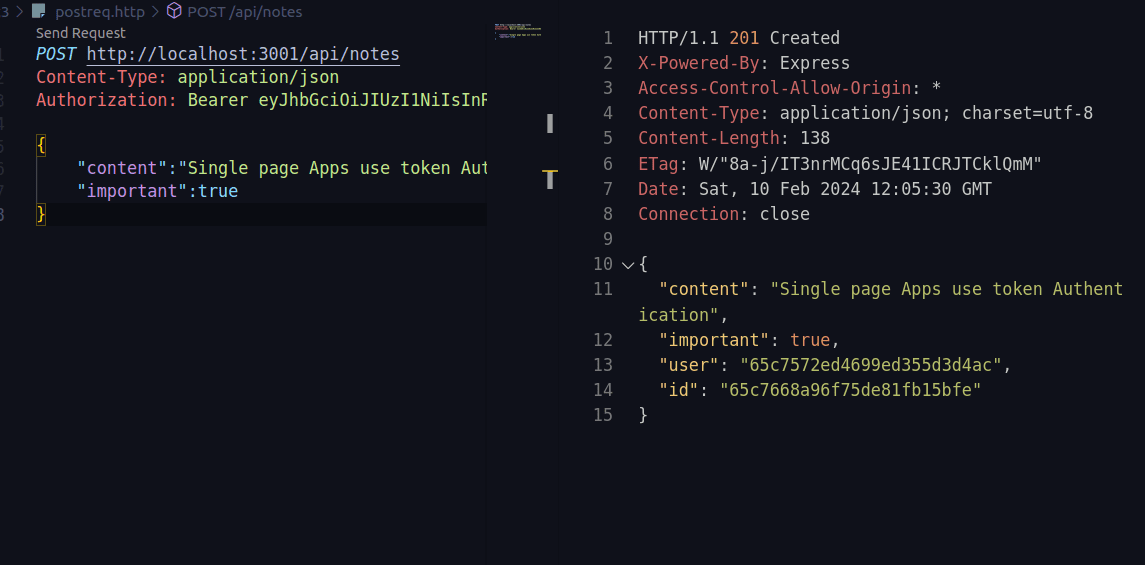 3 > postreq.http > POST /api/notes
Send Request
POST http://localhost:3001/api/notes
Content-Type: application/json
Authorization: Bearer eyJhbGciOiJIUzI1NiIsInR
{
"content":"Single page Apps use token Aut
"important":true
}
1 HTTP/1.1 201 Created
2 X-Powered-By: Express
3 Access-Control-Allow-Origin: *
4 Content-Type: application/json; charset=utf-8
5 Content-Length: 138
6 ETag: W/"8a-j/IT3nrMCq6sJE41ICRJTCklQmM"
7 Date: Sat, 10 Feb 2024 12:05:30 GMT
8 Connection: close
9
10 {
11 "content": "Single page Apps use token Authent
ication",
12 "important": true,
13 "user": "65c7572ed4699ed355d3d4ac",
14 "id": "65c7668a96f75de81fb15bfe"
15 }